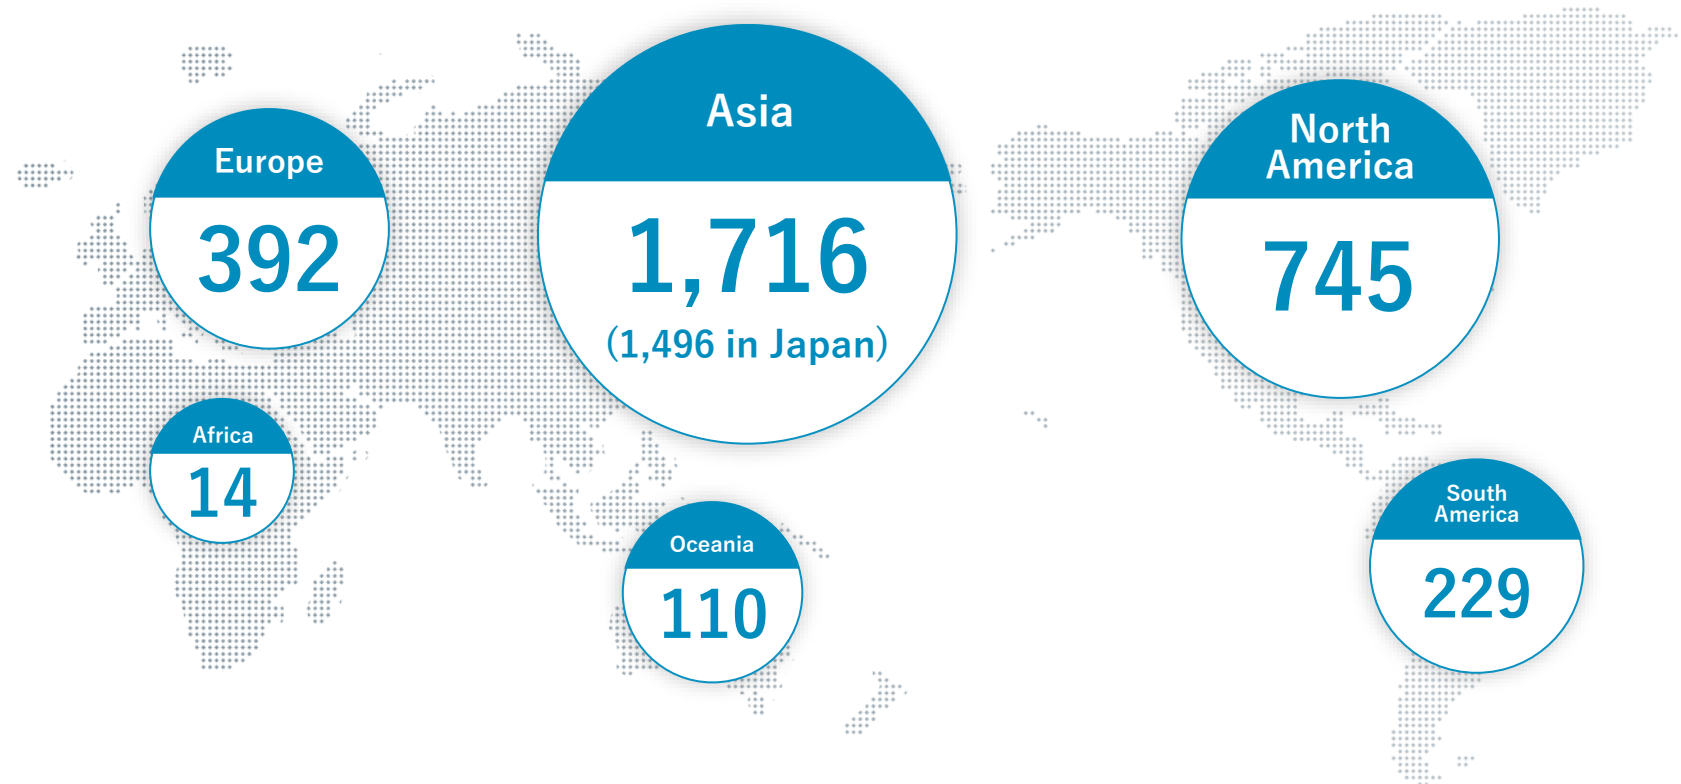 Asia
1,716
(1,496 in Japan)
North
America
745
Europe
392
Africa
14
Oceania
110
South
America
229